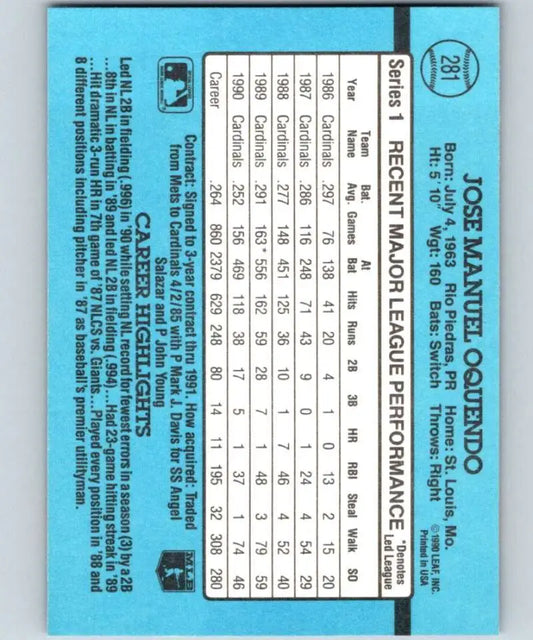 281
JOSE MANUEL OQUENDO
Born: July 4, 1963 Rio Piedras, PR Home: St. Louis, Mo.
Ht: 5'10" Wgt: 160 Bats: Switch Throws: Right
©1990 LEAF, INC.
Printed in USA
Series 1 RECENT MAJOR LEAGUE PERFORMANCE *Denotes Led League
Year Team Name Bat. Avg. Games At Bat Hits Runs 2B 3B HR RBI Steal Walk SO
1986 Cardinals .297 76 138 41 20 4 1 0 13 2 15 20
1987 Cardinals .286 116 248 71 43 9 0 1 24 4 54 29
1988 Cardinals .277 148 451 125 36 10 1 7 46 4 52 40
1989 Cardinals .291 163* 556 162 59 28 7 1 48 3 79 59
1990 Cardinals .252 156 469 118 38 17 5 1 37 1 74 46
Career .264 860 2379 629 248 80 14 11 195 32 308 280
Contract: Signed to 3-year contract thru 1991. How acquired: Traded
from Mets to Cardinals 4/2/85 with P Mark J. Davis for SS Angel
Salazar and P John Young
MLB
CAREER HIGHLIGHTS
Led NL 2B in fielding (.996) in '90 while setting NL record for fewest errors in a season (3) by a 2B
...8th in NL in batting in '89 and led NL 2B in fielding (.994)...Had 23-game hitting streak in '89
...Hit dramatic 3-run HR in 7th game of '87 NLCS vs. Giants...Played every position in '88 and
8 different positions including pitcher in '87 as baseball's premier utilityman.